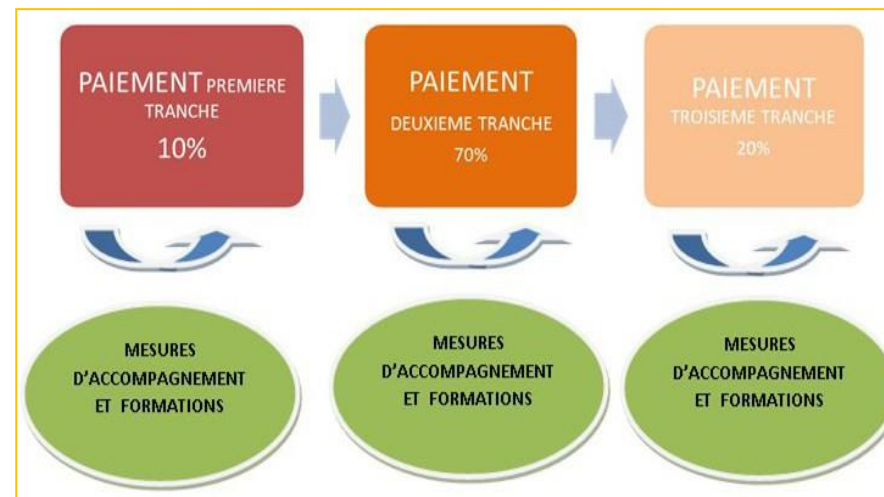 PAIEMENT PREMIERE
TRANCHE
10%
PAIEMENT
DEUXIEME TRANCHE
70%
PAIEMENT
TROISIEME TRANCHE
20%
MESURES
D'ACCOMPAGNEMENT
ET FORMATIONS
MESURES
D'ACCOMPAGNEMENT
ET FORMATIONS
MESURES
D'ACCOMPAGNEMENT
ET FORMATIONS